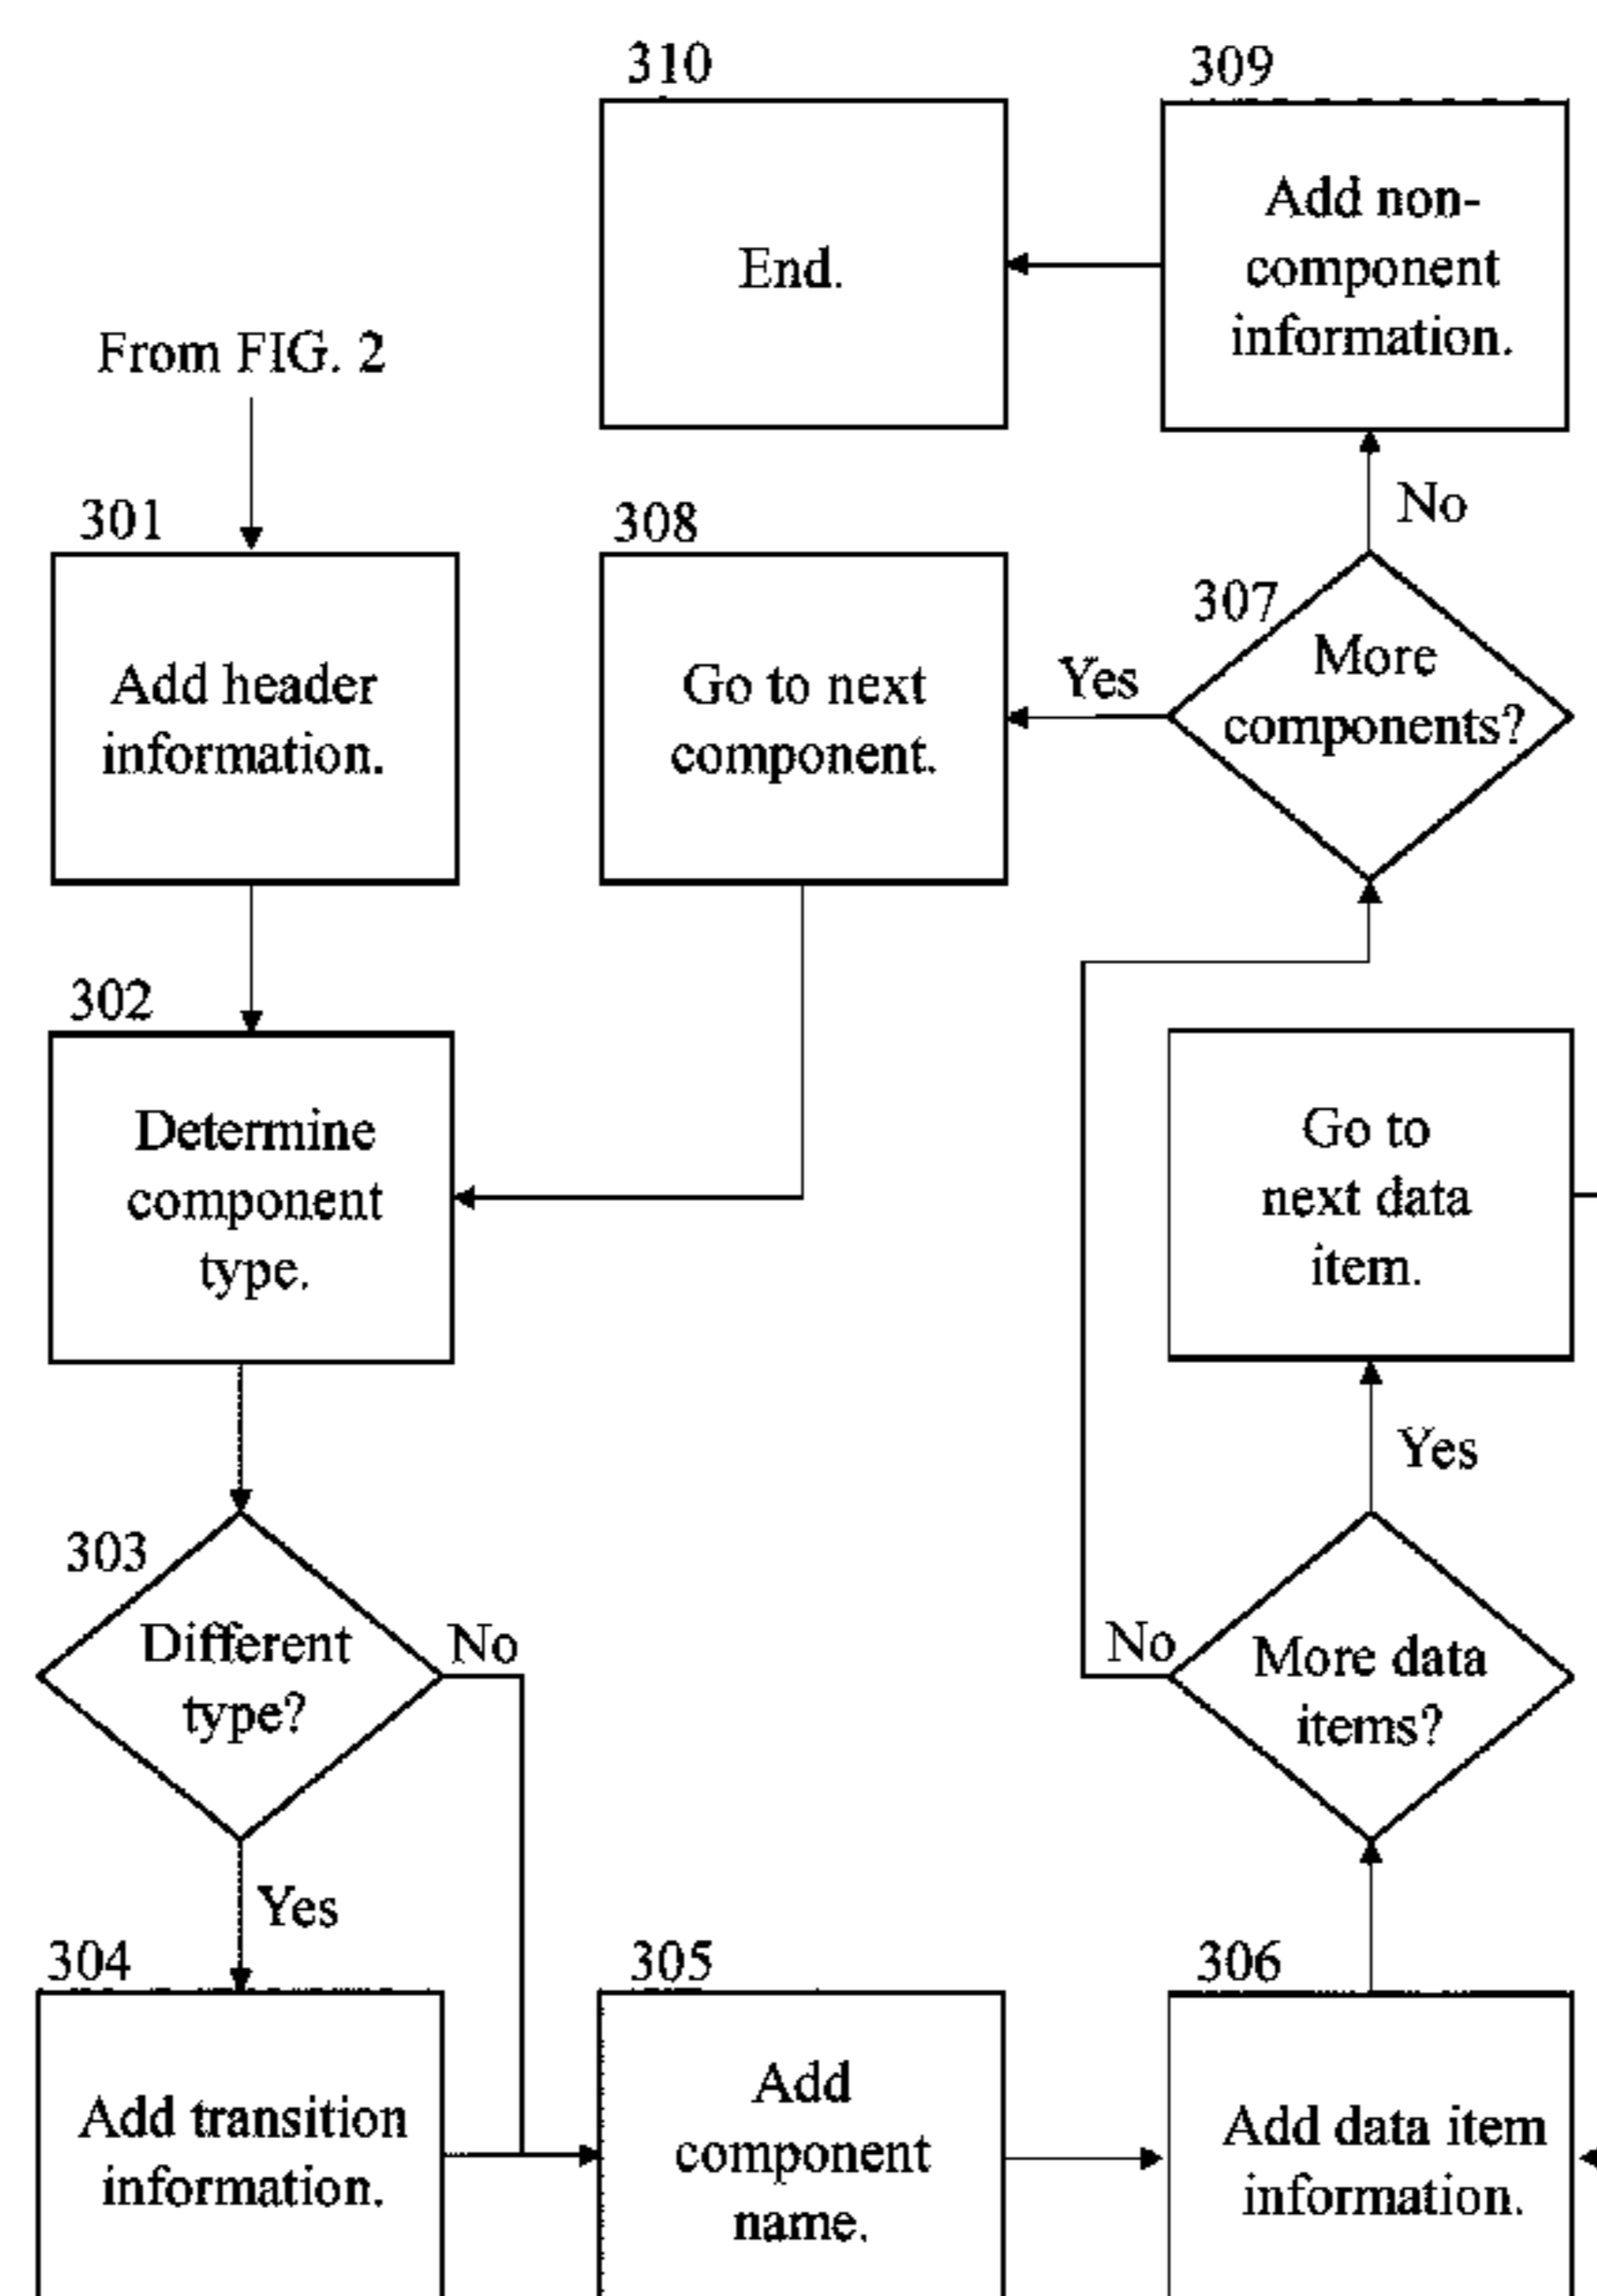 310
End.
309
Add non-
component
information.
From FIG. 2
301
Add header
information.
308
Go to next
component.
307
More
components?
Yes
No
302
Determine
component
type.
Go to
next data
item.
Yes
303
Different
type?
No
Yes
More data
items?
No
304
Add transition
information.
305
Add
component
name.
306
Add data item
information.